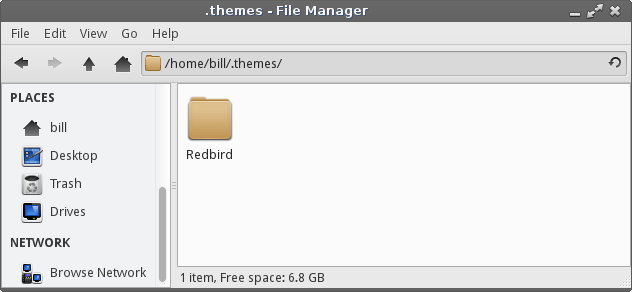 .themes - File Manager
File Edit View Go Help
/home/bill/.themes/
PLACES
bill
Desktop
Trash
Drives
NETWORK
Browse Network
Redbird
1 item, Free space: 6.8 GB